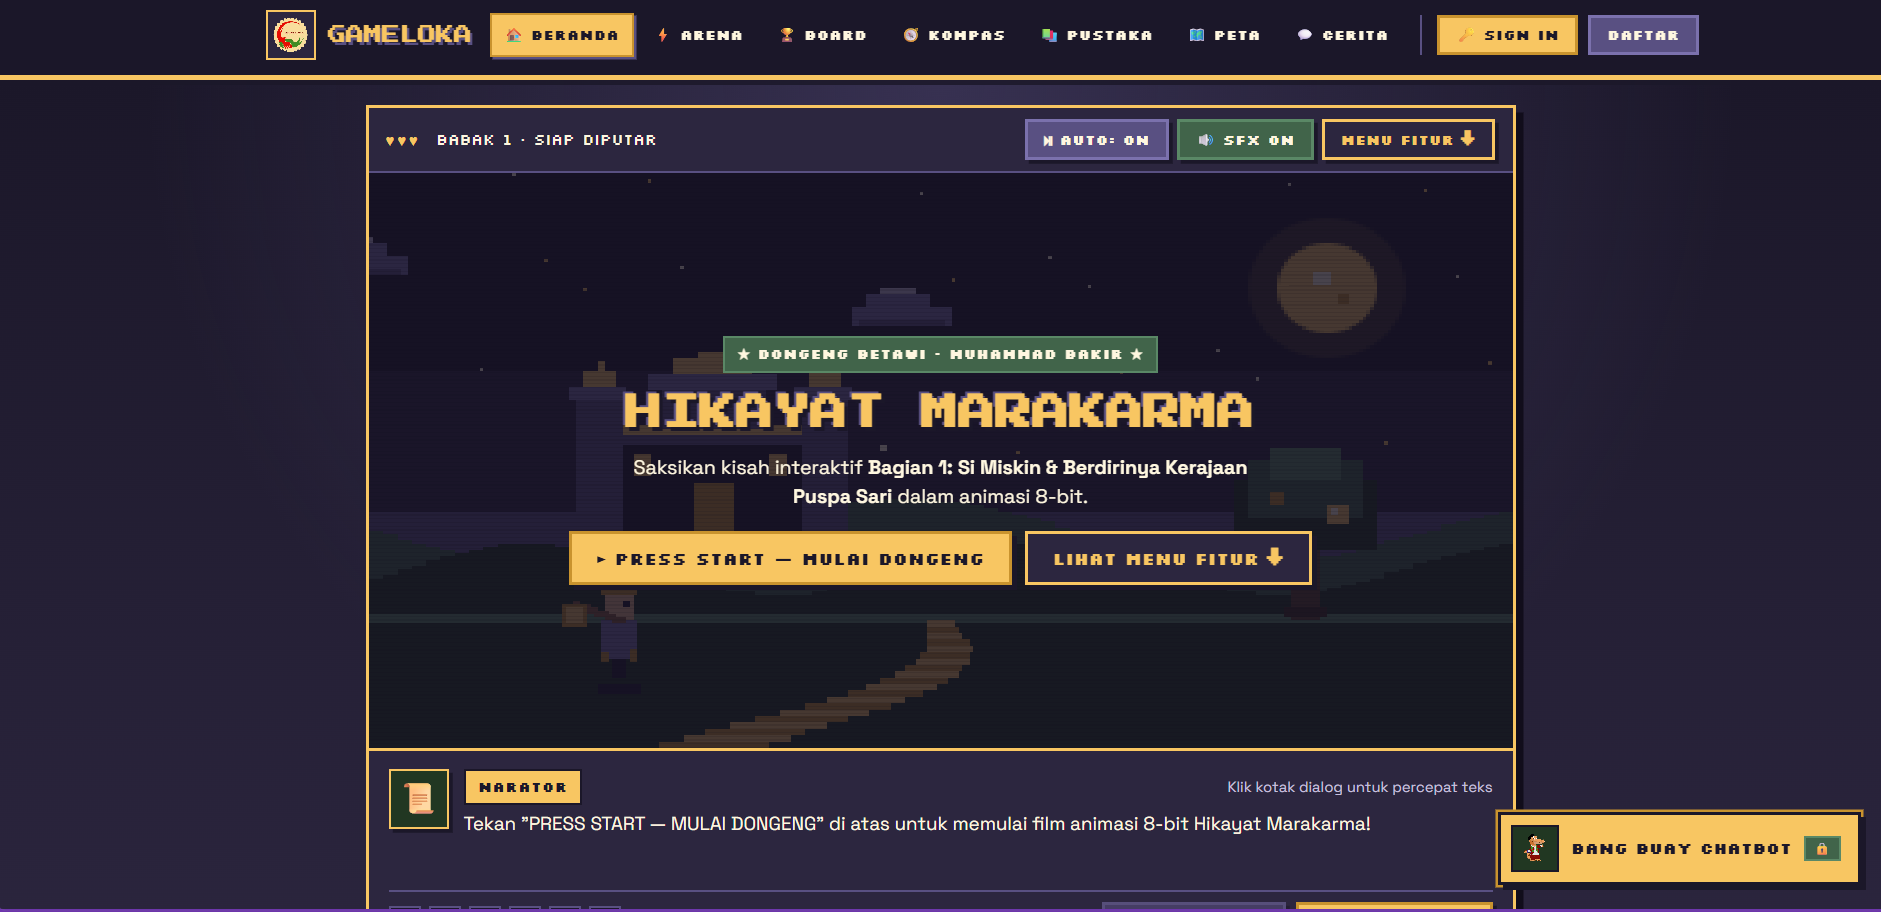 GAMELOKA
BERANDA
ARENA
BOARD
KOMPAS
PUSTAKA
PETA
CERITA
SIGN IN
DAFTAR
BABAK 1 · SIAP DIPUTAR
AUTO: ON
SFX ON
MENU FITUR
★ DONGENG BETAWI - MUHAMMAD BAKIR ★
HIKAYAT MARAKARMA
Saksikan kisah interaktif Bagian 1: Si Miskin & Berdirinya Kerajaan
Puspa Sari dalam animasi 8-bit.
► PRESS START — MULAI DONGENG
LIHAT MENU FITUR
NARATOR
Klik kotak dialog untuk percepat teks
Tekan "PRESS START — MULAI DONGENG" di atas untuk memulai film animasi 8-bit Hikayat Marakarma!
BANG BUAY CHATBOT